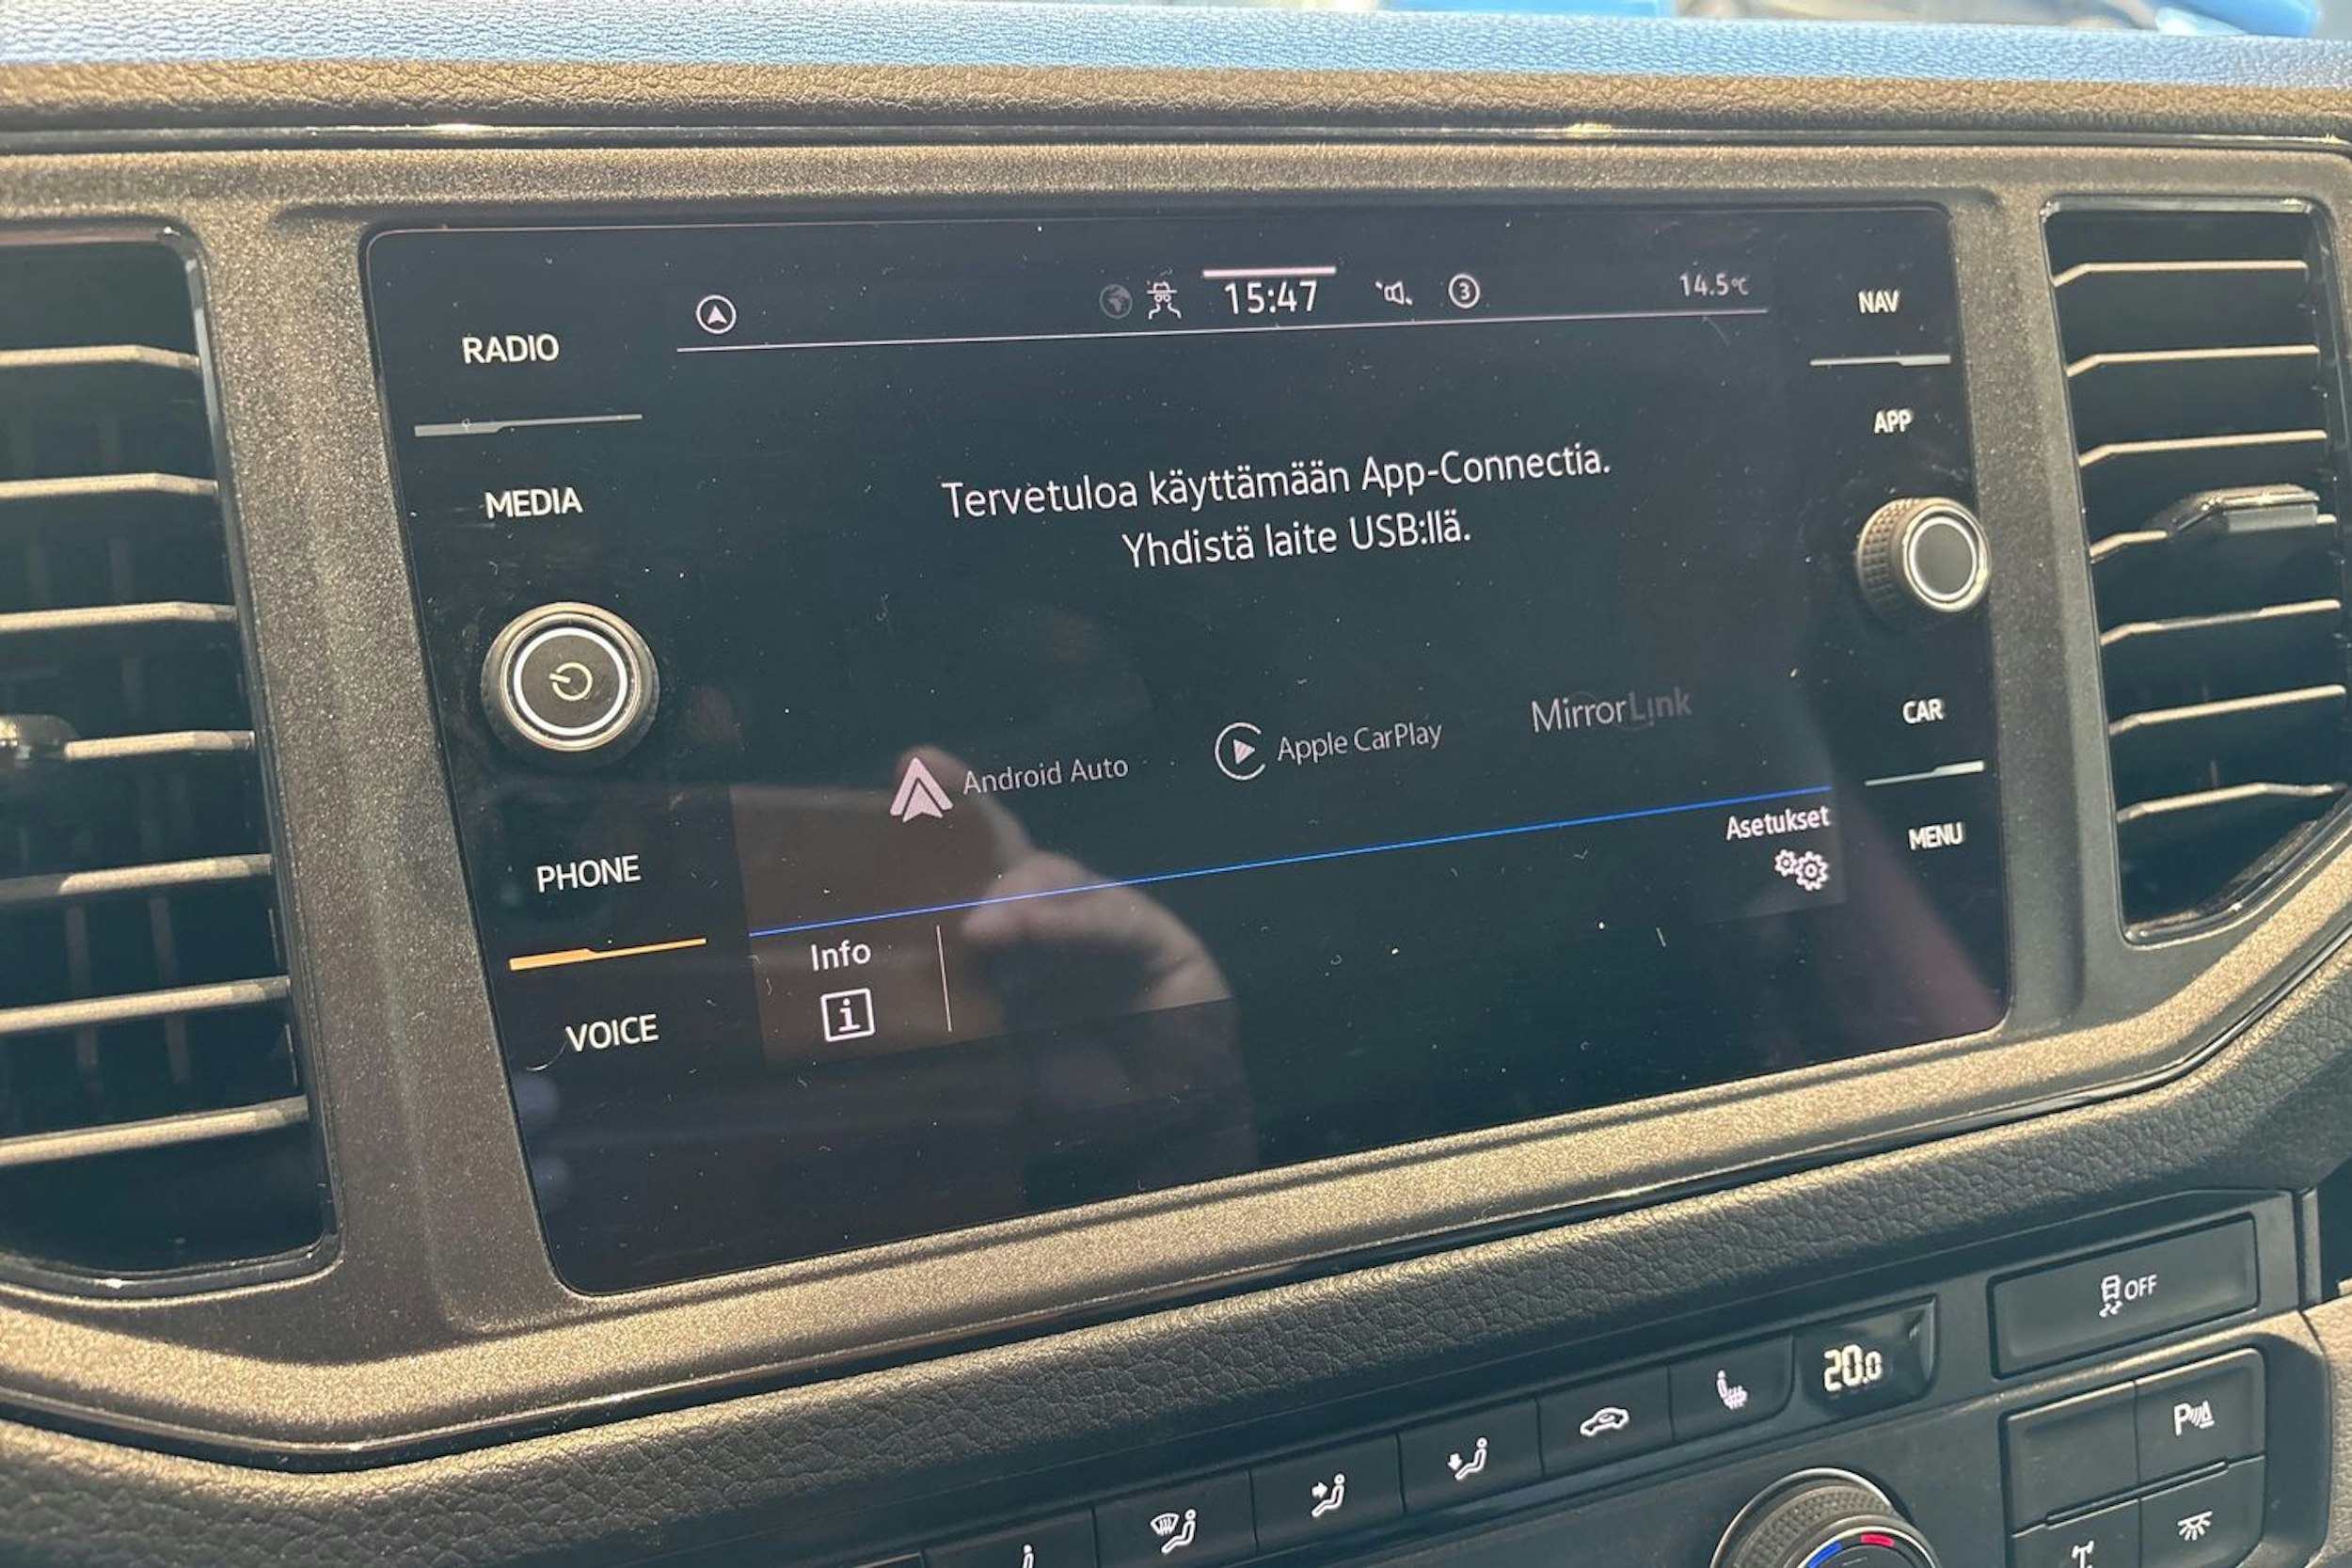 15:47
3
14.5°C
NAV
RADIO
APP
MEDIA
Tervetuloa käyttämään App-Connectia.
Yhdistä laite USB:llä.
Android Auto
Apple CarPlay
MirrorLink
CAR
Asetukset
MENU
PHONE
Info
i
VOICE
OFF
20.0
P